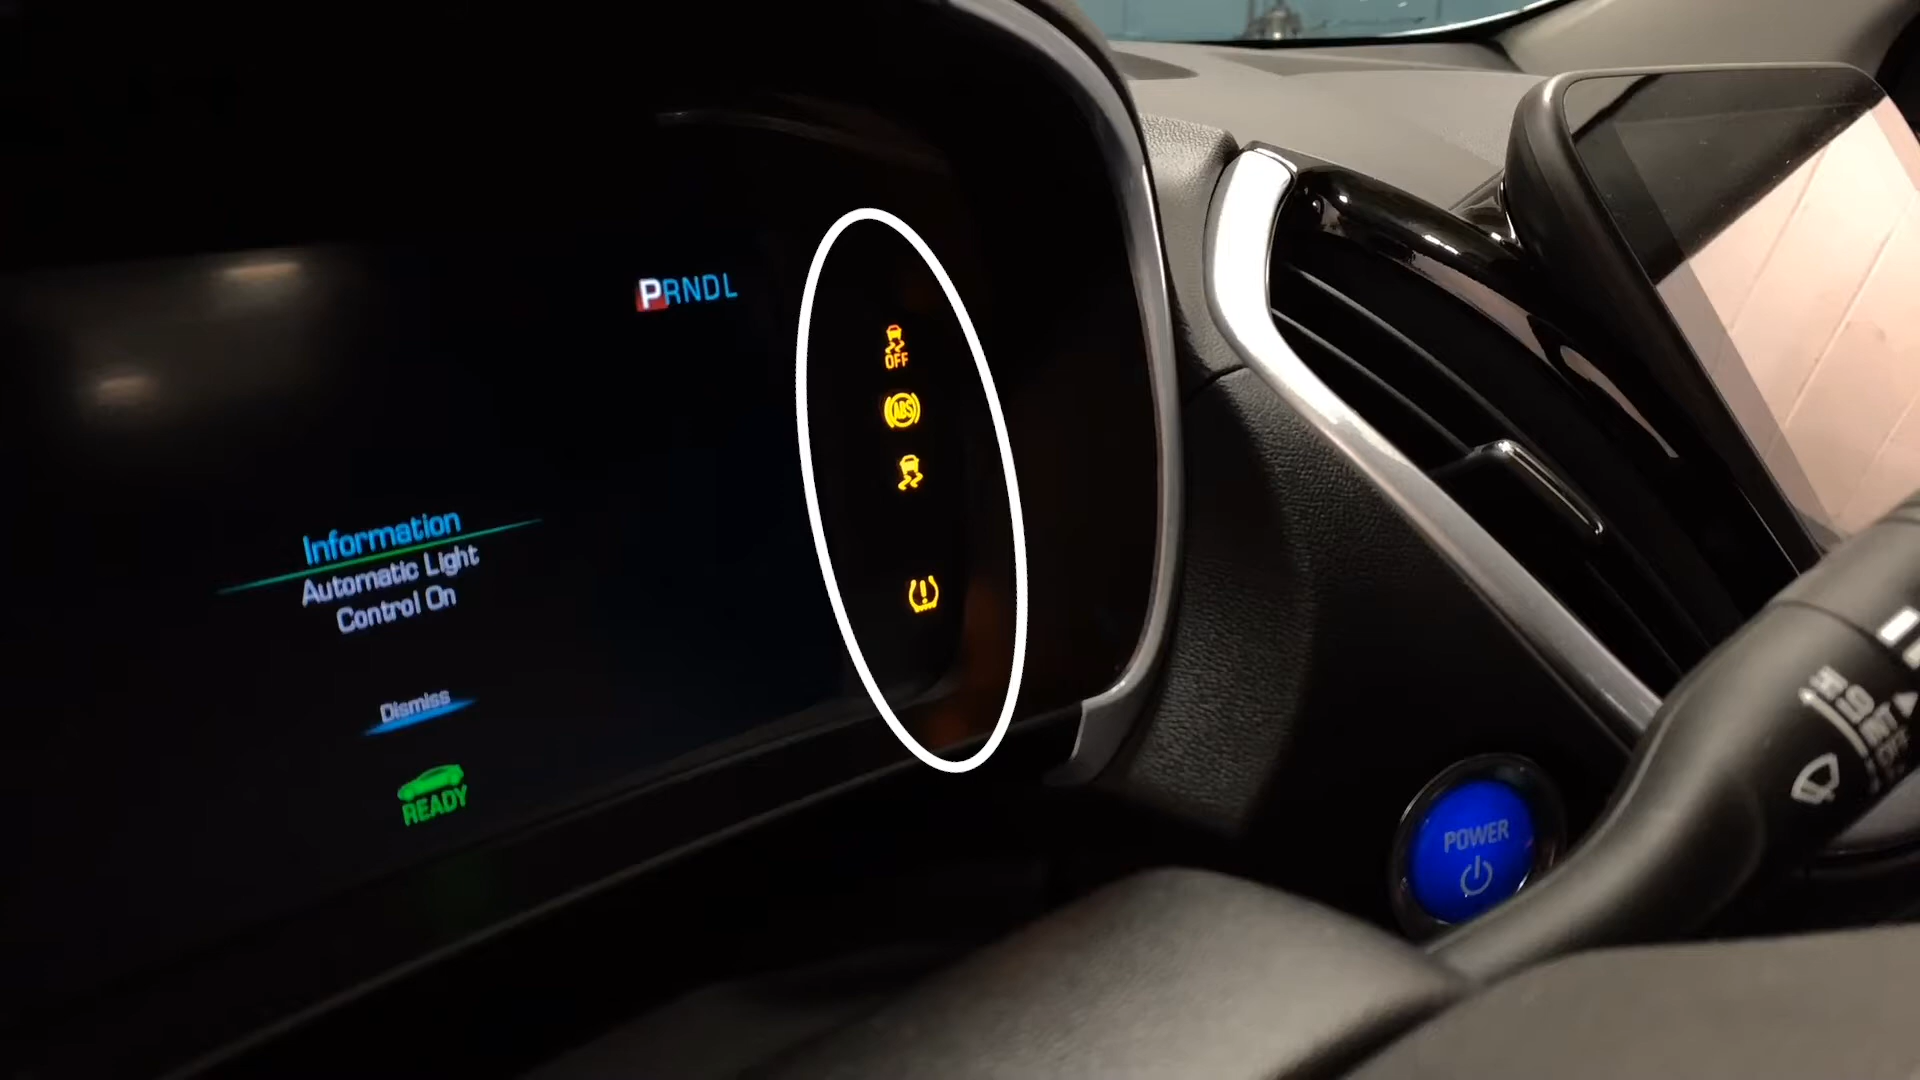 PRNDL
OFF
ABS
Information
Automatic Light
Control On
Dismiss
READY
POWER